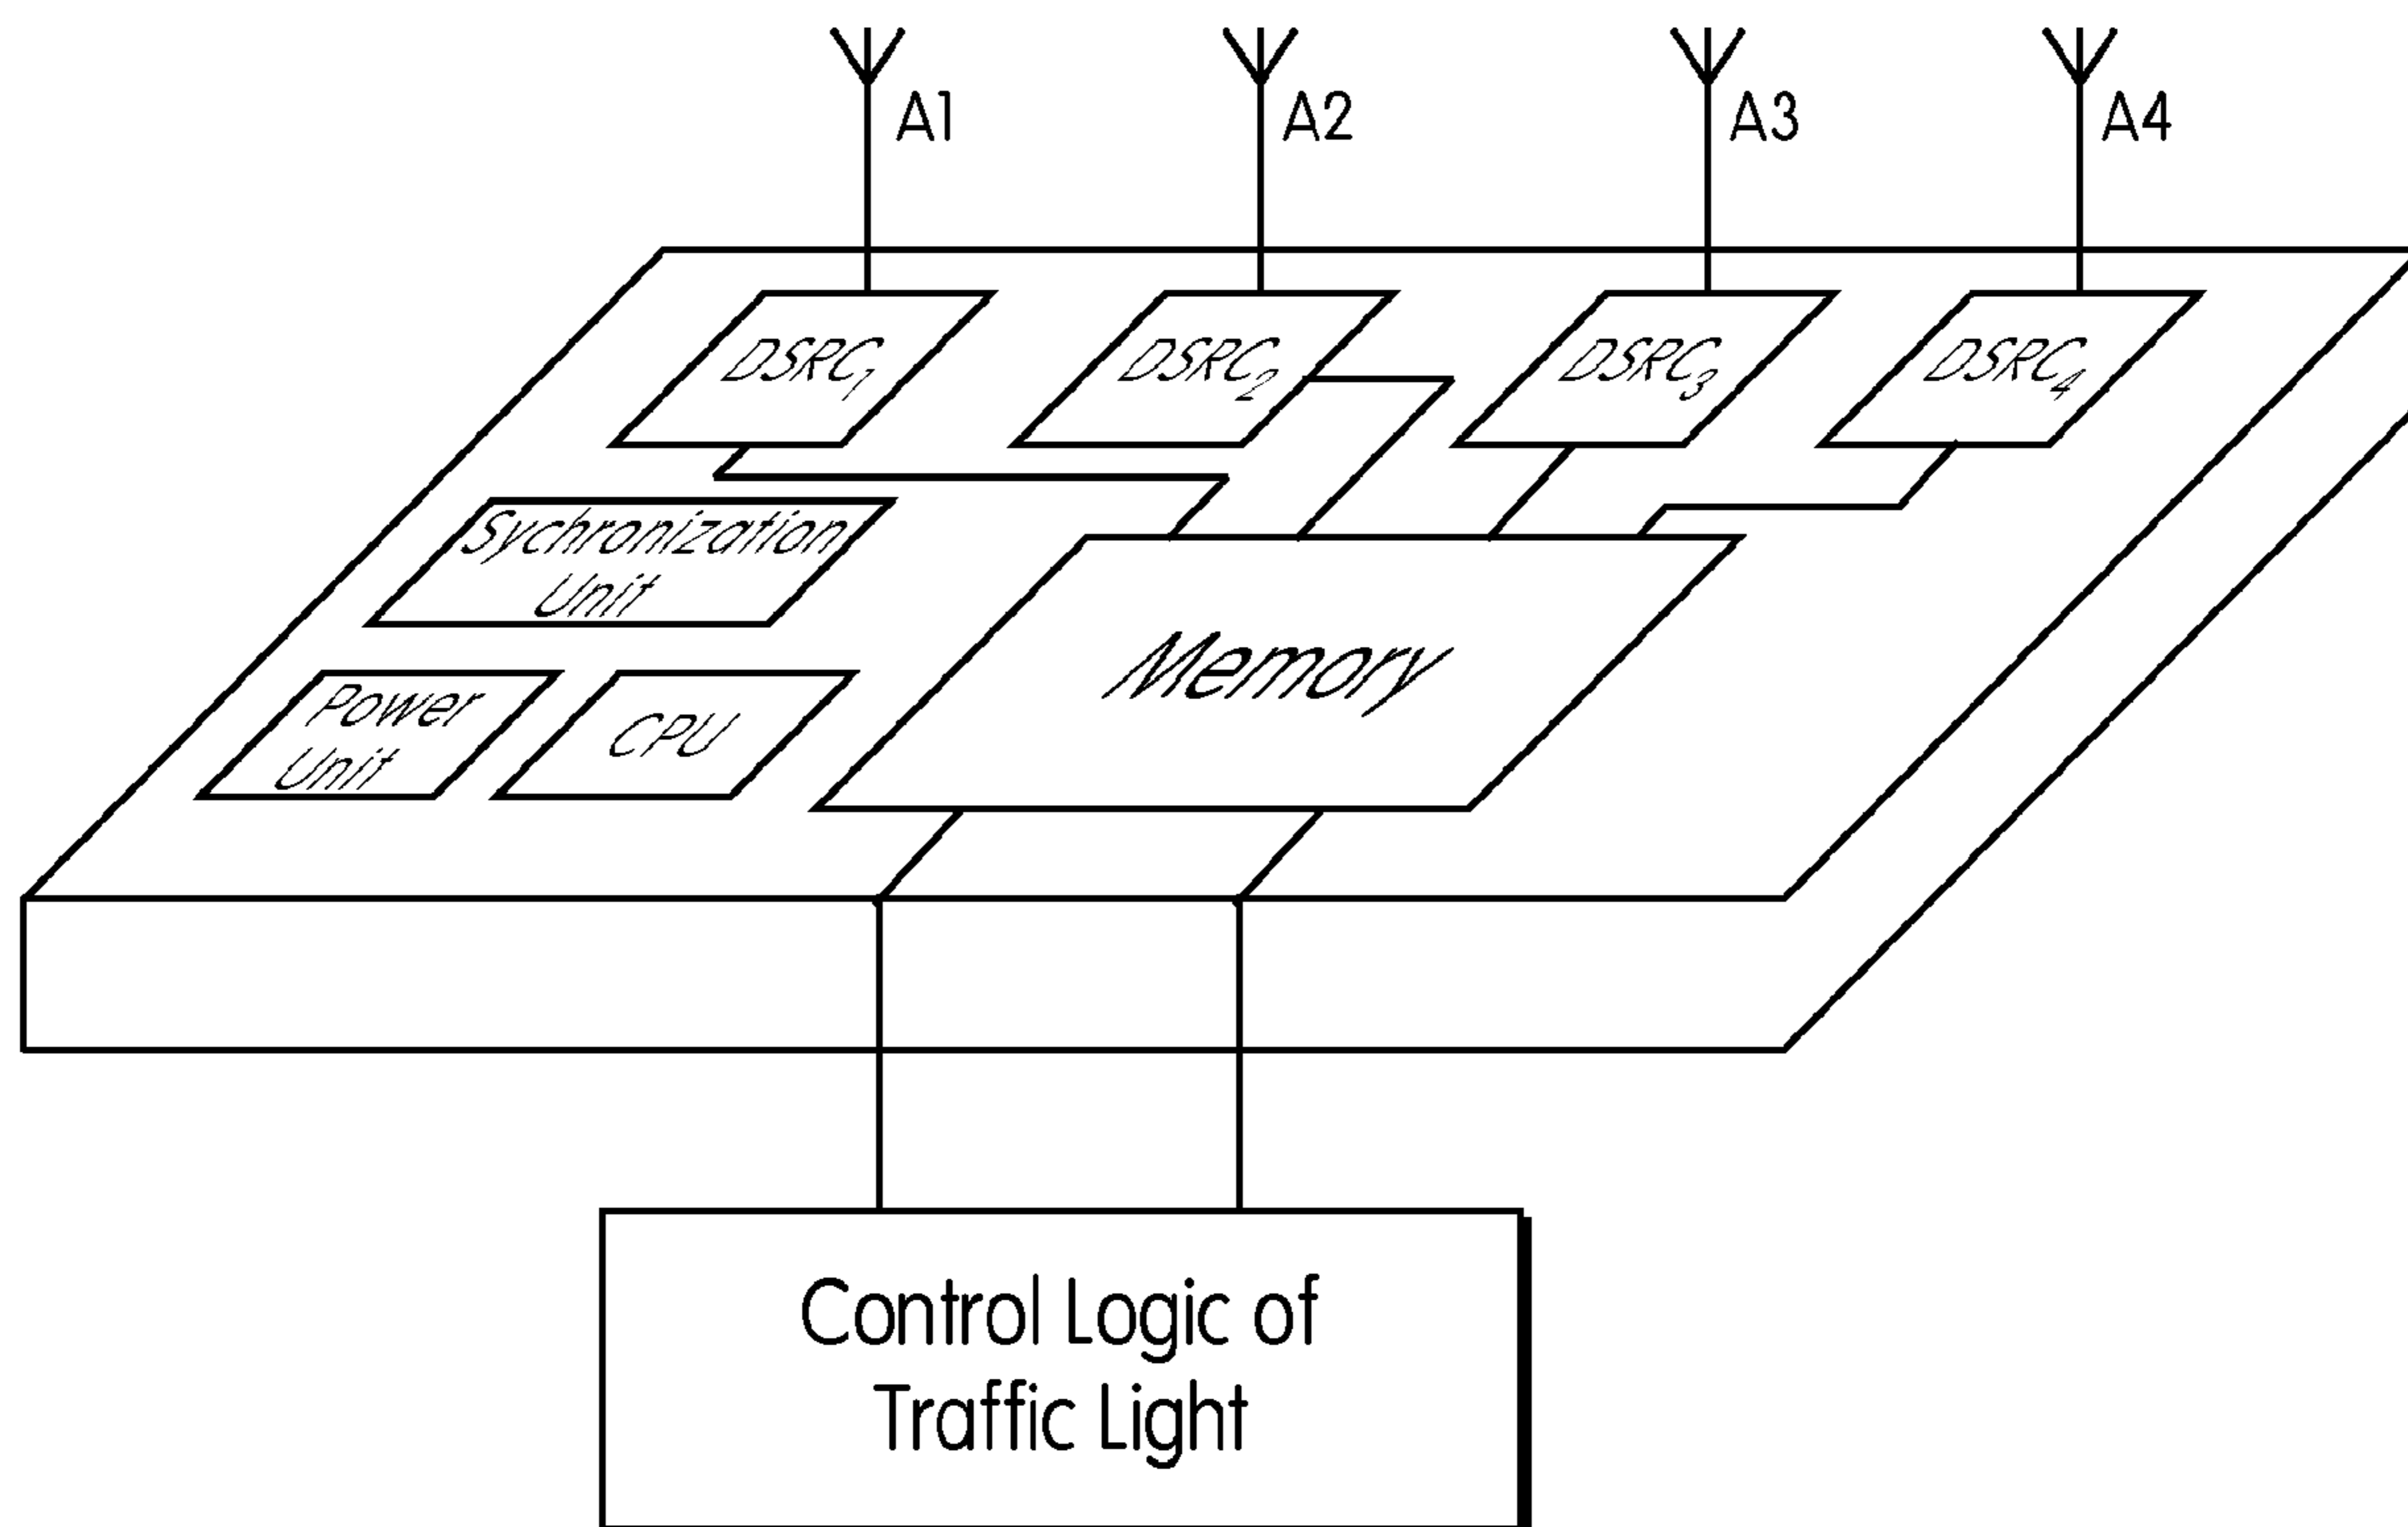 A1
A2
A3
A4
DSRC1
DSRC2
DSRC3
DSRC4
Sychronization
Unit
Power
Unit
CPU
Memory
Control Logic of
Traffic Light